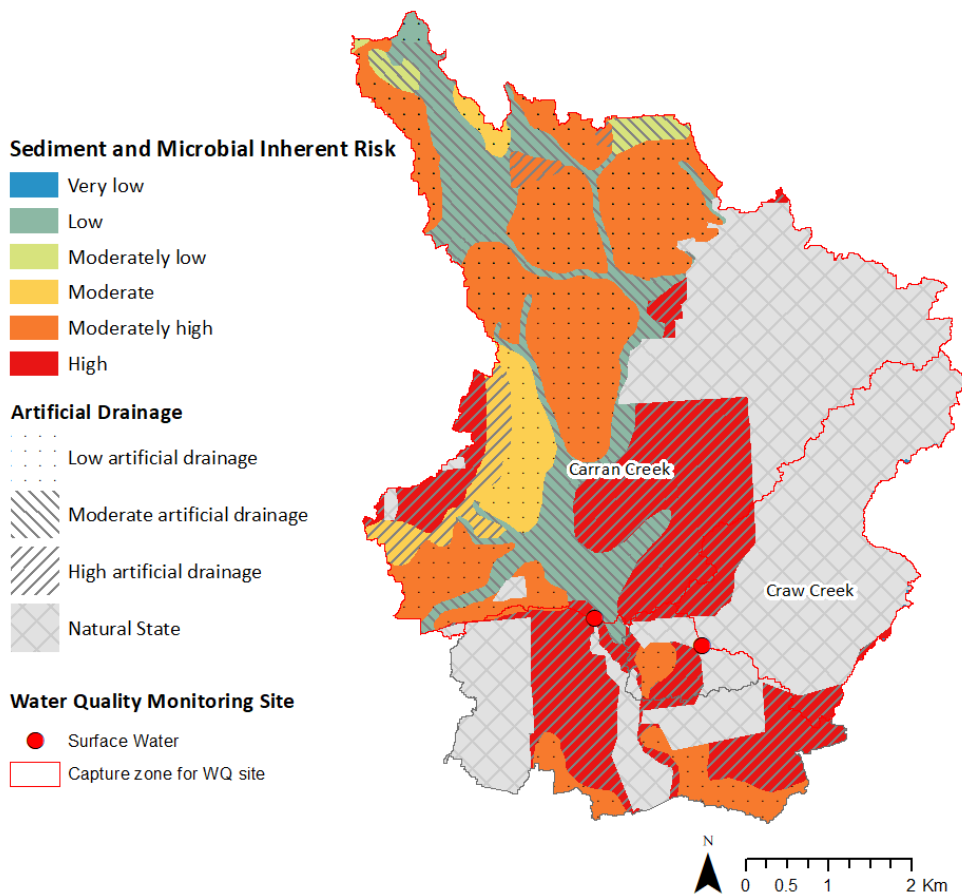 Sediment and Microbial Inherent Risk
Very low
Low
Moderately low
Moderate
Moderately high
High
Artificial Drainage
Low artificial drainage
Moderate artificial drainage
High artificial drainage
Natural State
Water Quality Monitoring Site
Surface Water
Capture zone for WQ site
Carran Creek
Craw Creek
N
0 0.5 1 2 Km